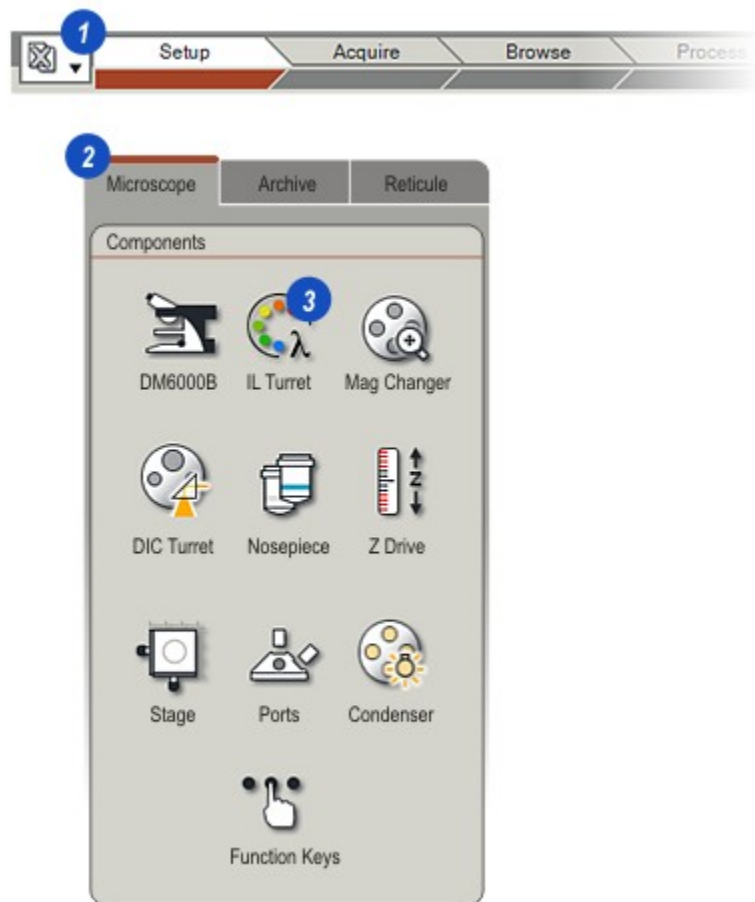 1
Setup Acquire Browse Process
2
Microscope Archive Reticule
Components
3
λ Z
DM6000B IL Turret Mag Changer
DIC Turret Nosepiece Z Drive
Stage Ports Condenser
Function Keys